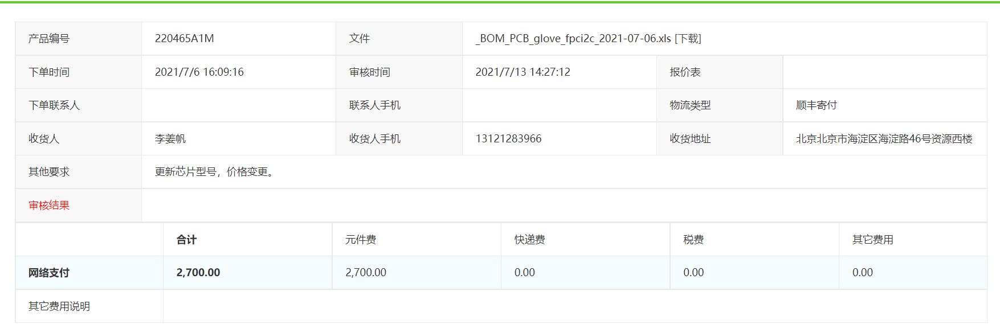 产品编号 220465A1M 文件 _BOM_PCB_glove_fpci2c_2021-07-06.xls [下载]
下单时间 2021/7/6 16:09:16 审核时间 2021/7/13 14:27:12 报价表
下单联系人 联系人手机 物流类型 顺丰寄付
收货人 李姜帆 收货人手机 13121283966 收货地址 北京北京市海淀区海淀路46号资源西楼
其他要求 更新芯片型号，价格变更。
审核结果
合计 元件费 快递费 税费 其它费用
网络支付 2,700.00 2,700.00 0.00 0.00 0.00
其它费用说明